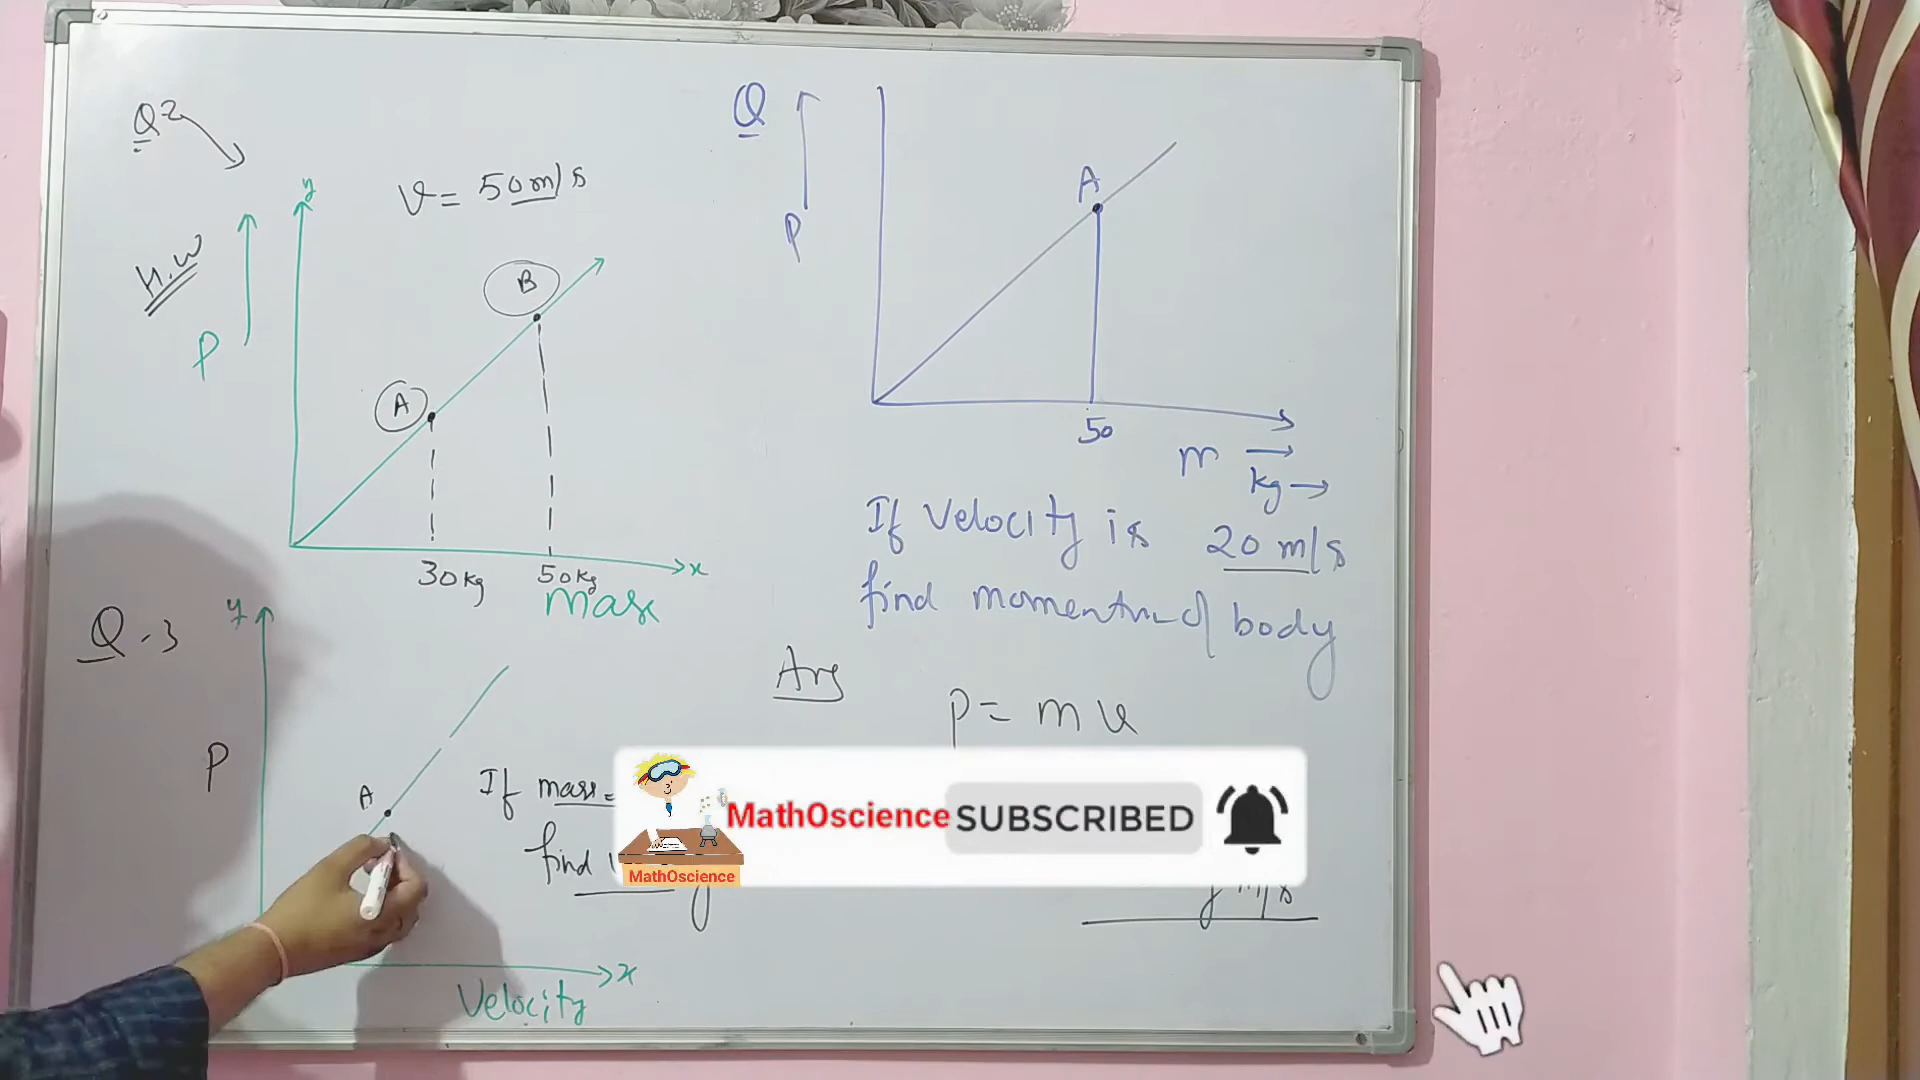 Q2
H.W
v = 50 m/s
y
P
A
B
30 kg
50 kg
x
mass
Q
P
A
50
m
kg
If velocity is 20 m/s
find momentum of body
Ans
p = m v
m/s
Q.3
y
P
A
If mass =
find
x
Velocity
MathOscience
SUBSCRIBED
MathOscience